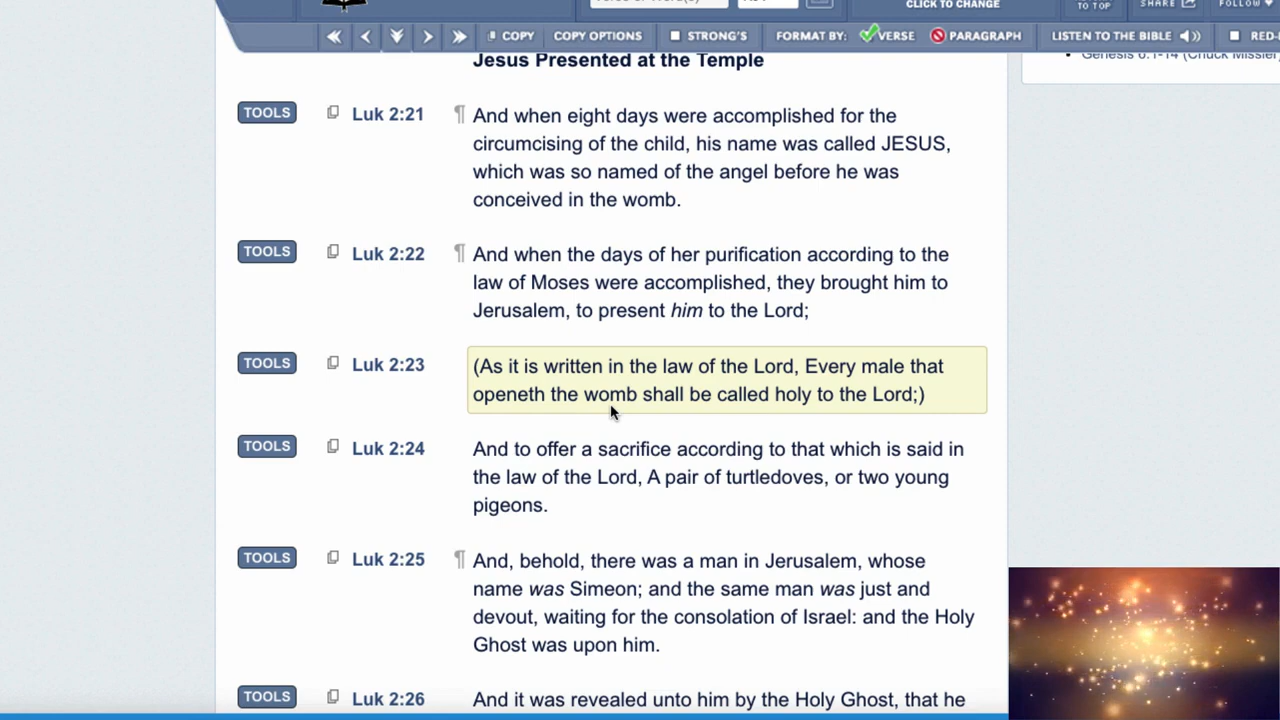 CLICK TO CHANGE
TO TOP
SHARE
FOLLOW
COPY COPY OPTIONS STRONG'S FORMAT BY: VERSE PARAGRAPH LISTEN TO THE BIBLE RED-
Jesus Presented at the Temple
Genesis 6:1-14 (Chuck Missler)
TOOLS Luk 2:21 ¶ And when eight days were accomplished for the
circumcising of the child, his name was called JESUS,
which was so named of the angel before he was
conceived in the womb.
TOOLS Luk 2:22 ¶ And when the days of her purification according to the
law of Moses were accomplished, they brought him to
Jerusalem, to present him to the Lord;
TOOLS Luk 2:23 (As it is written in the law of the Lord, Every male that
openeth the womb shall be called holy to the Lord;)
TOOLS Luk 2:24 And to offer a sacrifice according to that which is said in
the law of the Lord, A pair of turtledoves, or two young
pigeons.
TOOLS Luk 2:25 ¶ And, behold, there was a man in Jerusalem, whose
name was Simeon; and the same man was just and
devout, waiting for the consolation of Israel: and the Holy
Ghost was upon him.
TOOLS Luk 2:26 And it was revealed unto him by the Holy Ghost, that he